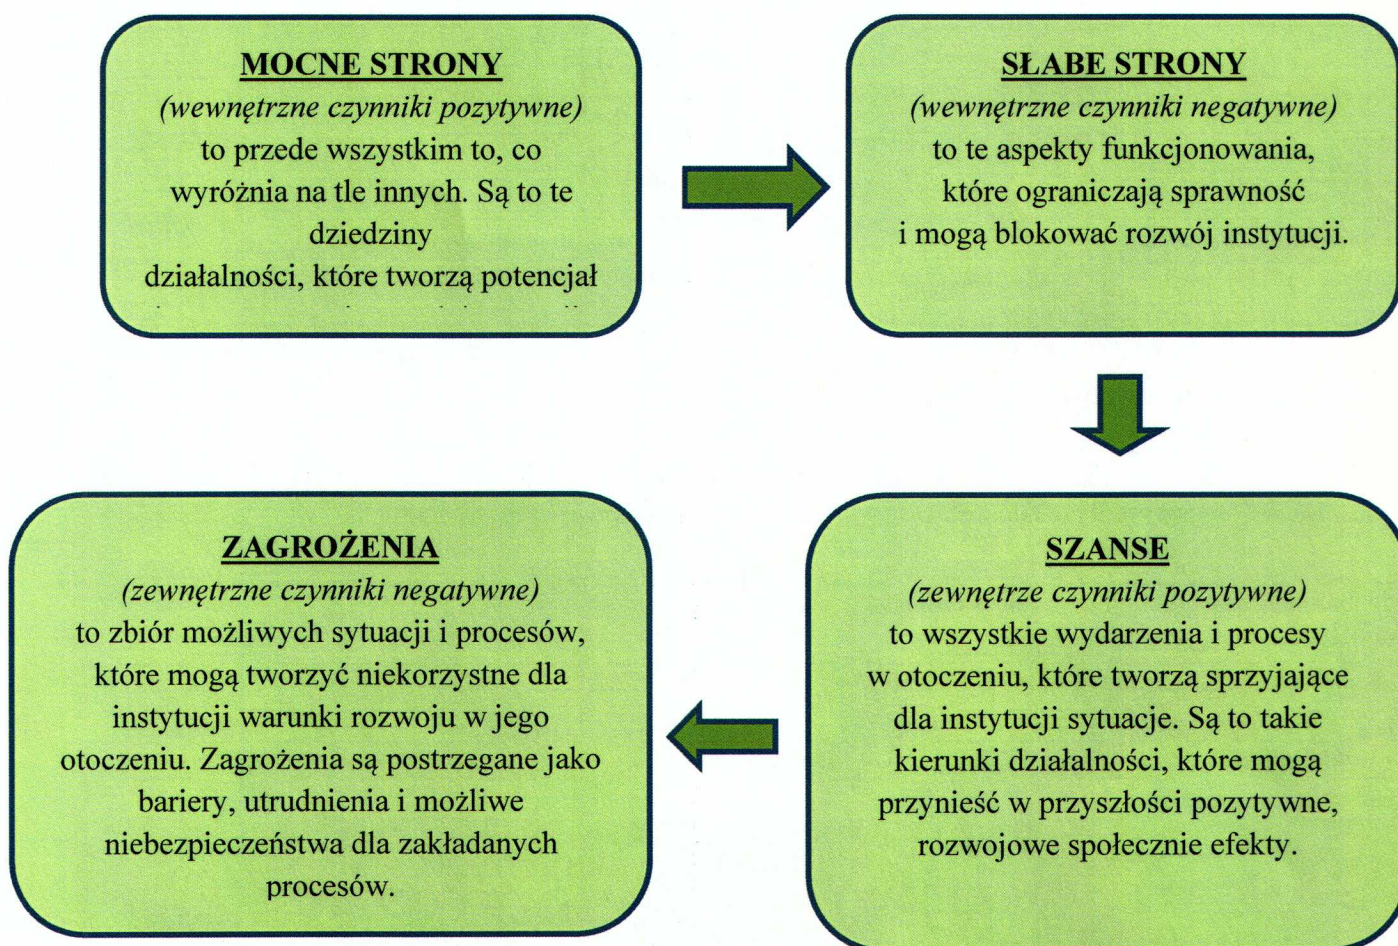 MOCNE STRONY
(wewnętrzne czynniki pozytywne)
to przede wszystkim to, co
wyróżnia na tle innych. Są to te
dziedziny
działalności, które tworzą potencjał
SŁABE STRONY
(wewnętrzne czynniki negatywne)
to te aspekty funkcjonowania,
które ograniczają sprawność
i mogą blokować rozwój instytucji.
SZANSE
(zewnętrze czynniki pozytywne)
to wszystkie wydarzenia i procesy
w otoczeniu, które tworzą sprzyjające
dla instytucji sytuacje. Są to takie
kierunki działalności, które mogą
przynieść w przyszłości pozytywne,
rozwojowe społecznie efekty.
ZAGROŻENIA
(zewnętrzne czynniki negatywne)
to zbiór możliwych sytuacji i procesów,
które mogą tworzyć niekorzystne dla
instytucji warunki rozwoju w jego
otoczeniu. Zagrożenia są postrzegane jako
bariery, utrudnienia i możliwe
niebezpieczeństwa dla zakładanych
procesów.